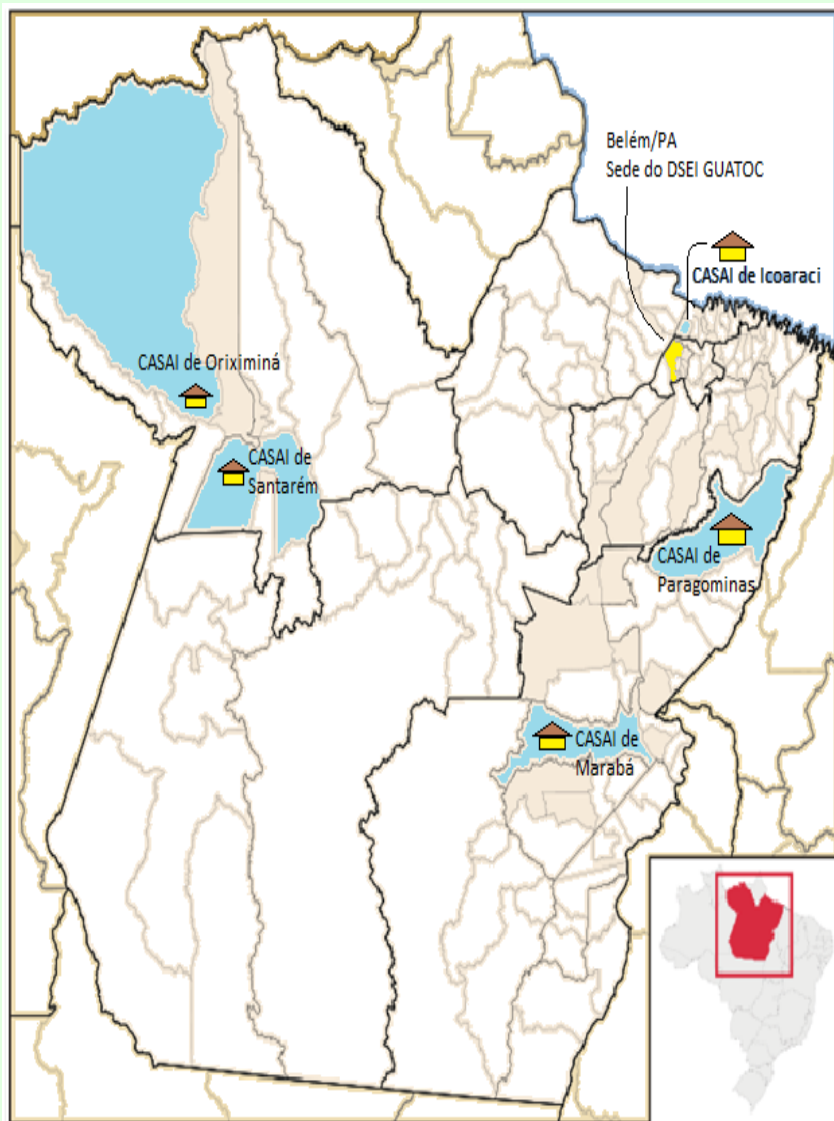 Belém/PA
Sede do DSEI GUATOC
CASAI de Icoaraci
CASAI de Oriximiná
CASAI de
Santarém
CASAI de
Paragominas
CASAI de
Marabá